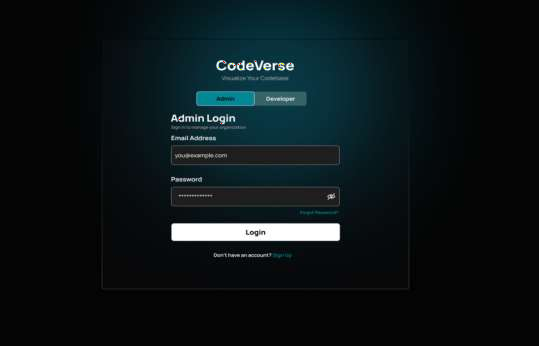 CodeVerse
Visualize Your Codebase
Admin Developer
Admin Login
Sign in to manage your organization
Email Address
you@example.com
Password
*************
Forgot Password?
Login
Don't have an account? Sign Up